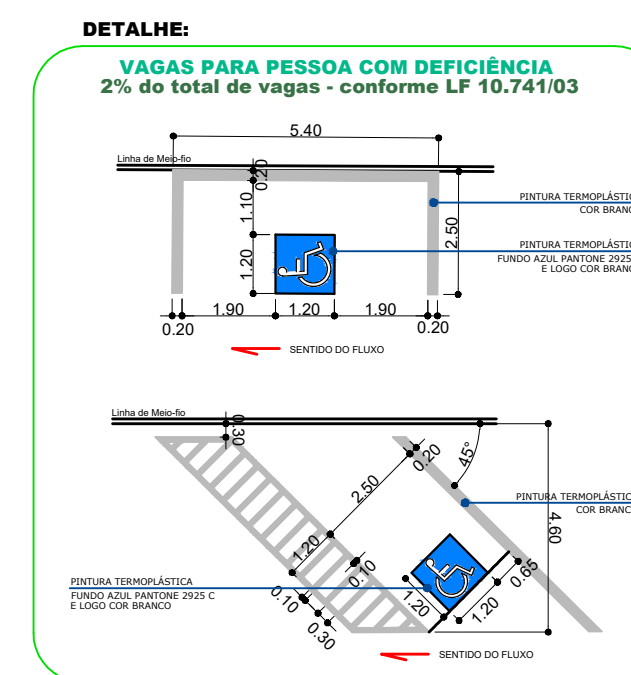 DETALHE:
VAGAS PARA PESSOA COM DEFICIÊNCIA
2% do total de vagas - conforme LF 10.741/03
5.40
Linha de Meio-fio
0.20
1.10
1.20
2.50
PINTURA TERMOPLÁSTIC
COR BRANC
PINTURA TERMOPLÁSTIC
FUNDO AZUL PANTONE 2925
E LOGO COR BRANC
1.90
1.20
1.90
0.20
0.20
SENTIDO DO FLUXO
Linha de Meio-fio
0.30
0.20
45°
2.50
PINTURA TERMOPLÁSTIC
COR BRANC
4.60
1.20
0.10
0.65
PINTURA TERMOPLÁSTICA
FUNDO AZUL PANTONE 2925 C
E LOGO COR BRANCO
0.10
0.30
1.20
1.20
SENTIDO DO FLUXO